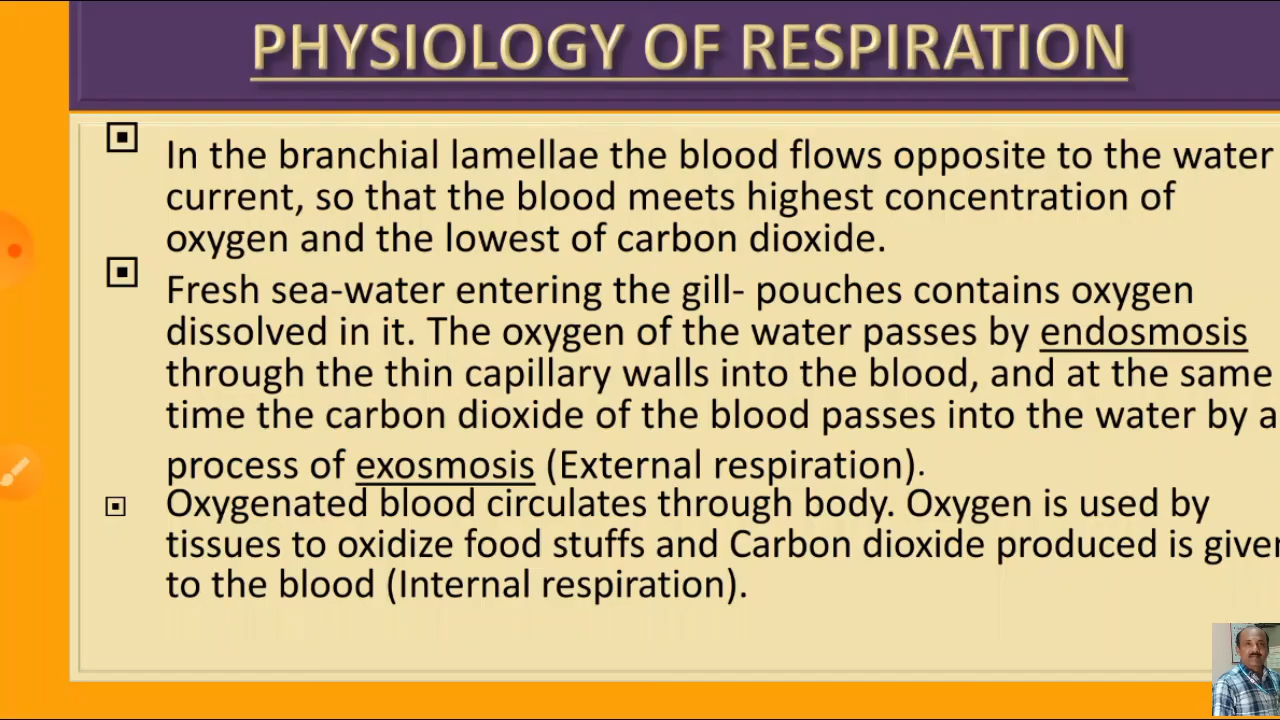 PHYSIOLOGY OF RESPIRATION
In the branchial lamellae the blood flows opposite to the water
current, so that the blood meets highest concentration of
oxygen and the lowest of carbon dioxide.
Fresh sea-water entering the gill- pouches contains oxygen
dissolved in it. The oxygen of the water passes by endosmosis
through the thin capillary walls into the blood, and at the same
time the carbon dioxide of the blood passes into the water by a
process of exosmosis (External respiration).
Oxygenated blood circulates through body. Oxygen is used by
tissues to oxidize food stuffs and Carbon dioxide produced is given
to the blood (Internal respiration).